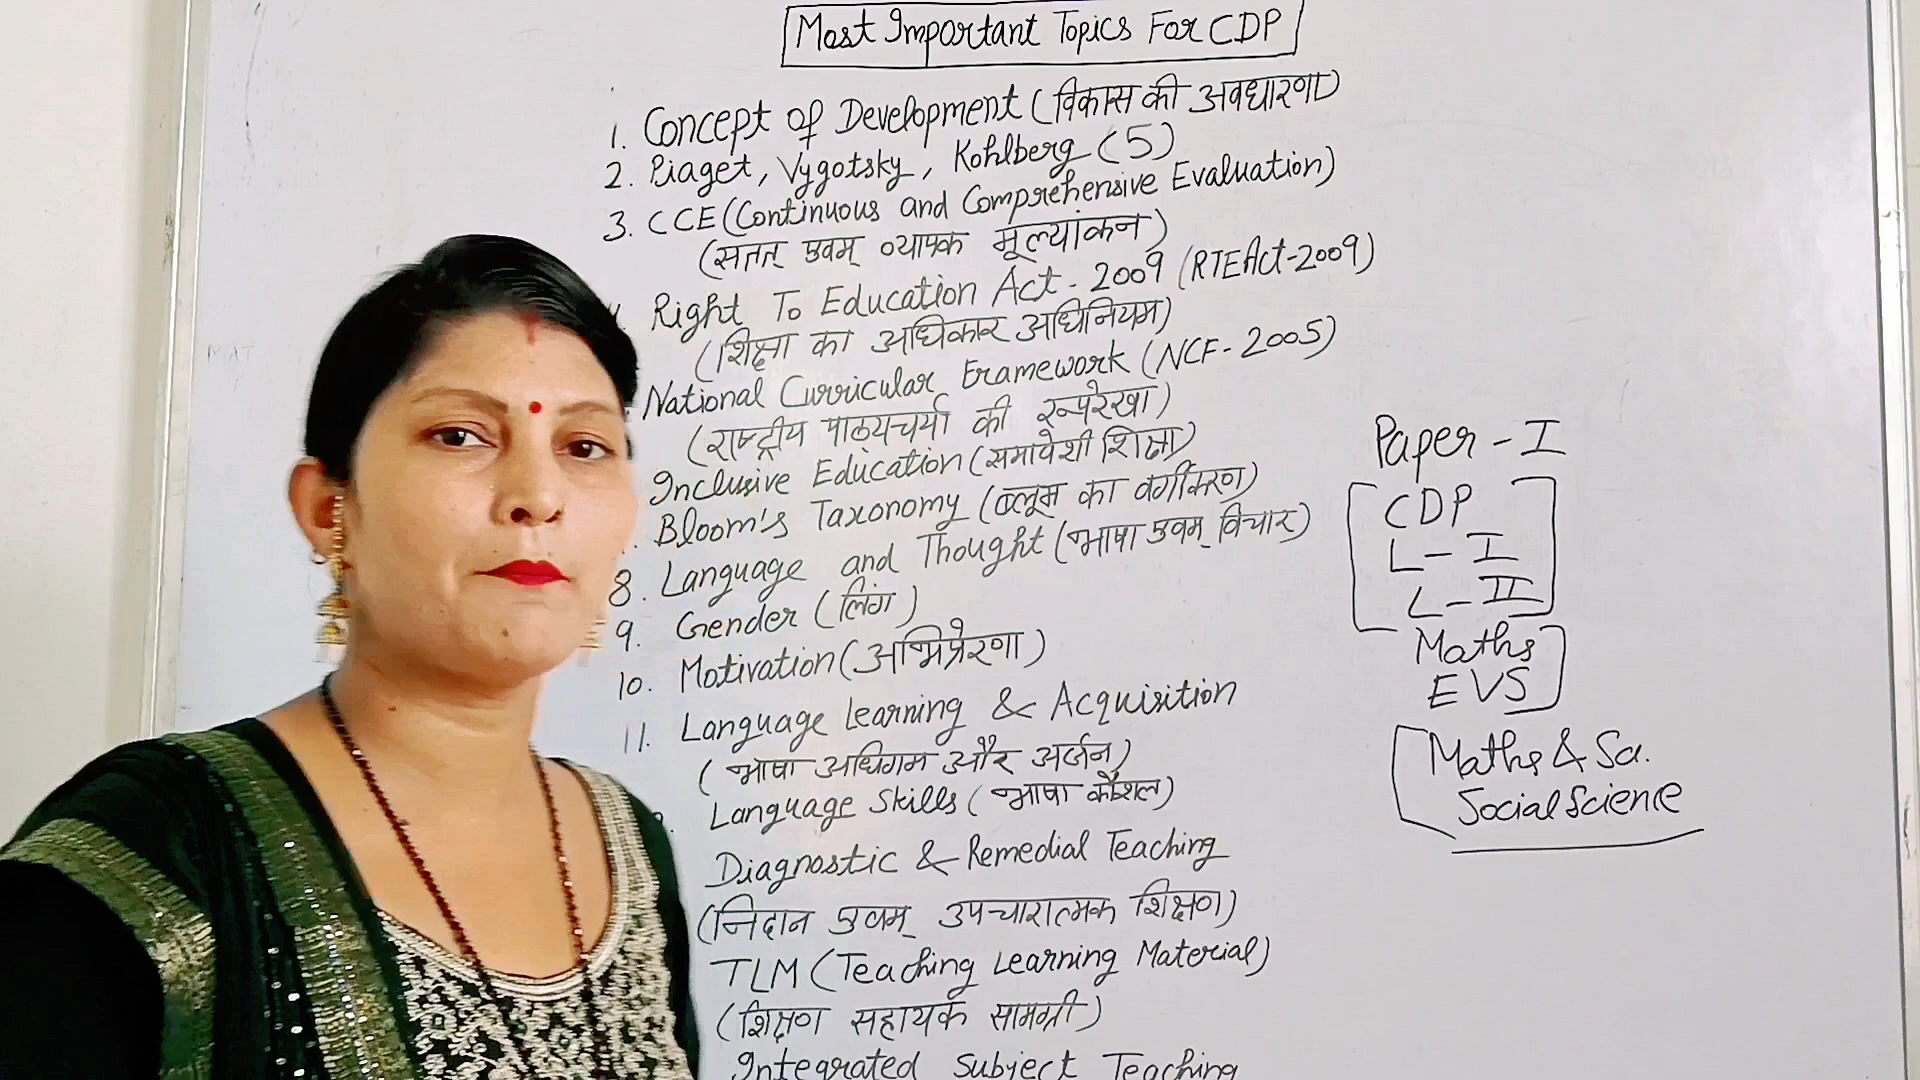 Most Important Topics For CDP
1. Concept of Development (विकास की अवधारणा)
2. Piaget, Vygotsky, Kohlberg (5)
3. CCE (Continuous and Comprehensive Evaluation)
(सतत् एवम् व्यापक मूल्यांकन)
Right To Education Act - 2009 (RTE Act-2009)
(शिक्षा का अधिकार अधिनियम)
National Curricular Framework (NCF-2005)
(राष्ट्रीय पाठ्यचर्या की रूपरेखा)
Inclusive Education (समावेशी शिक्षा)
Bloom's Taxonomy (ब्लूम का वर्गीकरण)
8. Language and Thought (भाषा एवम् विचार)
9. Gender (लिंग)
10. Motivation (अभिप्रेरणा)
11. Language Learning & Acquisition
(भाषा अधिगम और अर्जन)
Language Skills (भाषा कौशल)
Diagnostic & Remedial Teaching
(निदान एवम् उपचारात्मक शिक्षण)
TLM (Teaching Learning Material)
(शिक्षण सहायक सामग्री)
Integrated Subject Teaching
Paper - I
CDP
L - I
L - II
Maths
EVS
Maths & Sc.
Social Science
MAT